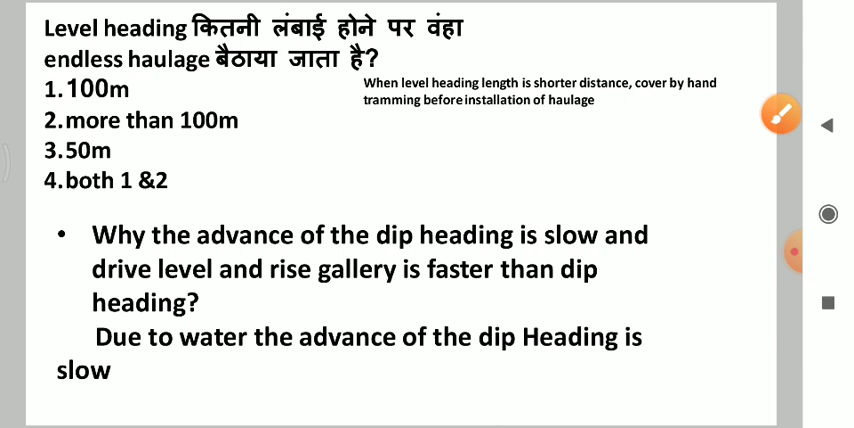 Level heading कितनी लंबाई होने पर वंहा
endless haulage बैठाया जाता है?
1.100m
When level heading length is shorter distance, cover by hand
tramming before installation of haulage
2.more than 100m
3.50m
4.both 1 &2
• Why the advance of the dip heading is slow and
drive level and rise gallery is faster than dip
heading?
Due to water the advance of the dip Heading is
slow